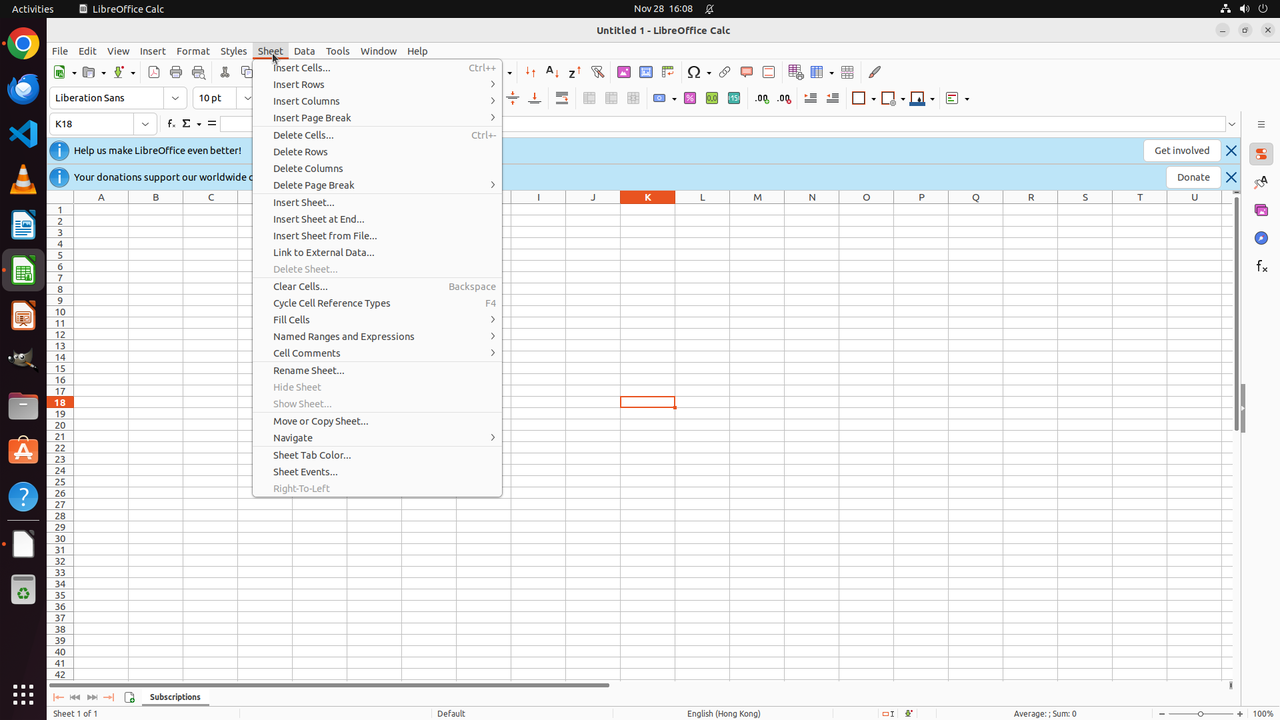 Activities
LibreOffice Calc
Nov 28 16:08
Untitled 1 - LibreOffice Calc
File Edit View Insert Format Styles Sheet Data Tools Window Help
Liberation Sans
10 pt
K18
Help us make LibreOffice even better!
Get involved
Your donations support our worldwide c
Donate
Insert Cells... Ctrl++
Insert Rows
Insert Columns
Insert Page Break
Delete Cells... Ctrl+-
Delete Rows
Delete Columns
Delete Page Break
Insert Sheet...
Insert Sheet at End...
Insert Sheet from File...
Link to External Data...
Delete Sheet...
Clear Cells... Backspace
Cycle Cell Reference Types F4
Fill Cells
Named Ranges and Expressions
Cell Comments
Rename Sheet...
Hide Sheet
Show Sheet...
Move or Copy Sheet...
Navigate
Sheet Tab Color...
Sheet Events...
Right-To-Left
A B C I J K L M N O P Q R S T U
1
2
3
4
5
6
7
8
9
10
11
12
13
14
15
16
17
18
19
20
21
22
23
24
25
26
27
28
29
30
31
32
33
34
35
36
37
38
39
40
41
42
Subscriptions
Sheet 1 of 1
Default
English (Hong Kong)
Average: ; Sum: 0
100%